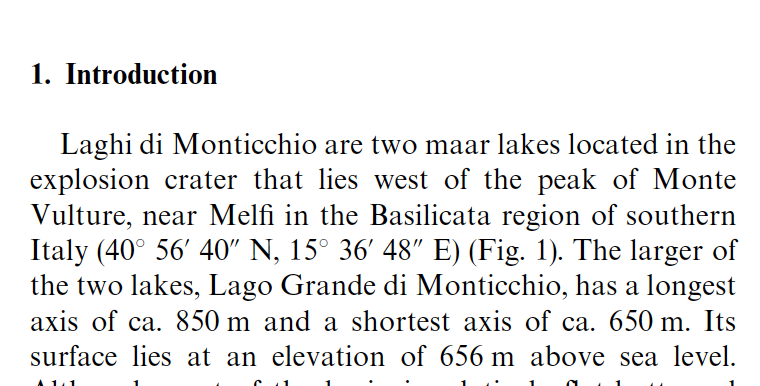 1. Introduction
Laghi di Monticchio are two maar lakes located in the
explosion crater that lies west of the peak of Monte
Vulture, near Melfi in the Basilicata region of southern
Italy (40° 56′ 40″ N, 15° 36′ 48″ E) (Fig. 1). The larger of
the two lakes, Lago Grande di Monticchio, has a longest
axis of ca. 850 m and a shortest axis of ca. 650 m. Its
surface lies at an elevation of 656 m above sea level.